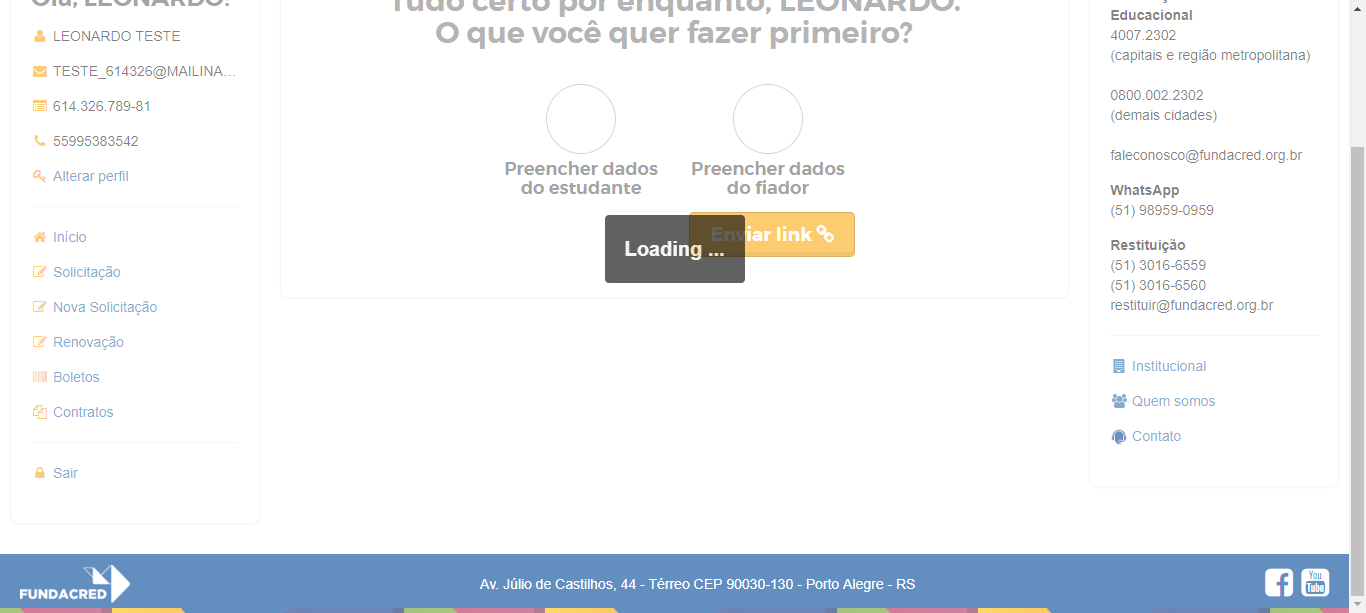 Olá, LEONARDO!
LEONARDO TESTE
TESTE_614326@MAILINA...
614.326.789-81
55995383542
Alterar perfil
Início
Solicitação
Nova Solicitação
Renovação
Boletos
Contratos
Sair
Tudo certo por enquanto, LEONARDO.
O que você quer fazer primeiro?
Preencher dados
do estudante
Preencher dados
do fiador
Enviar link
Loading ...
Educacional
4007.2302
(capitais e região metropolitana)
0800.002.2302
(demais cidades)
faleconosco@fundacred.org.br
WhatsApp
(51) 98959-0959
Restituição
(51) 3016-6559
(51) 3016-6560
restituir@fundacred.org.br
Institucional
Quem somos
Contato
FUNDACRED
Av. Júlio de Castilhos, 44 - Térreo CEP 90030-130 - Porto Alegre - RS
You
Tube